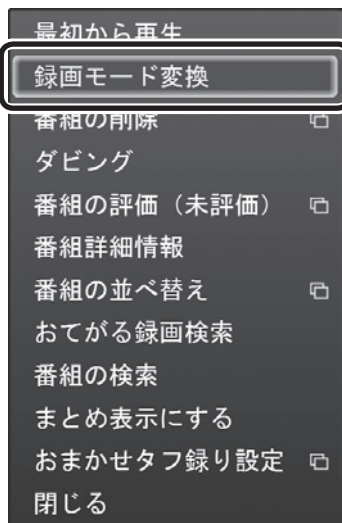 最初から再生
録画モード変換
番組の削除
ダビング
番組の評価（未評価）
番組詳細情報
番組の並べ替え
おてがる録画検索
番組の検索
まとめ表示にする
おまかせタフ録り設定
閉じる